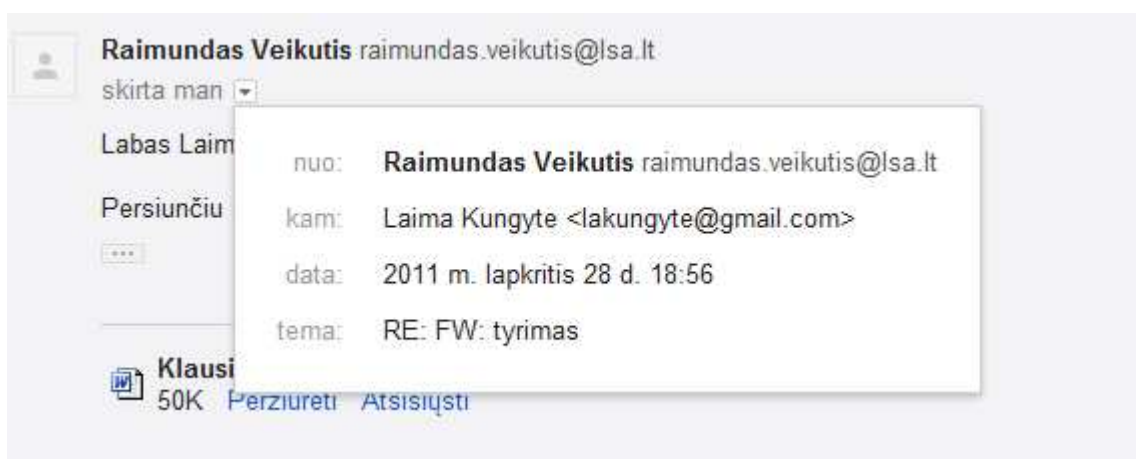 Raimundas Veikutis raimundas.veikutis@lsa.lt
skirta man
Labas Laim
nuo: Raimundas Veikutis raimundas.veikutis@lsa.lt
Persiunčiu
kam: Laima Kungyte <lakungyte@gmail.com>
data: 2011 m. lapkritis 28 d. 18:56
tema: RE: FW: tyrimas
Klausi
50K Peržiūrėti Atsisiųsti